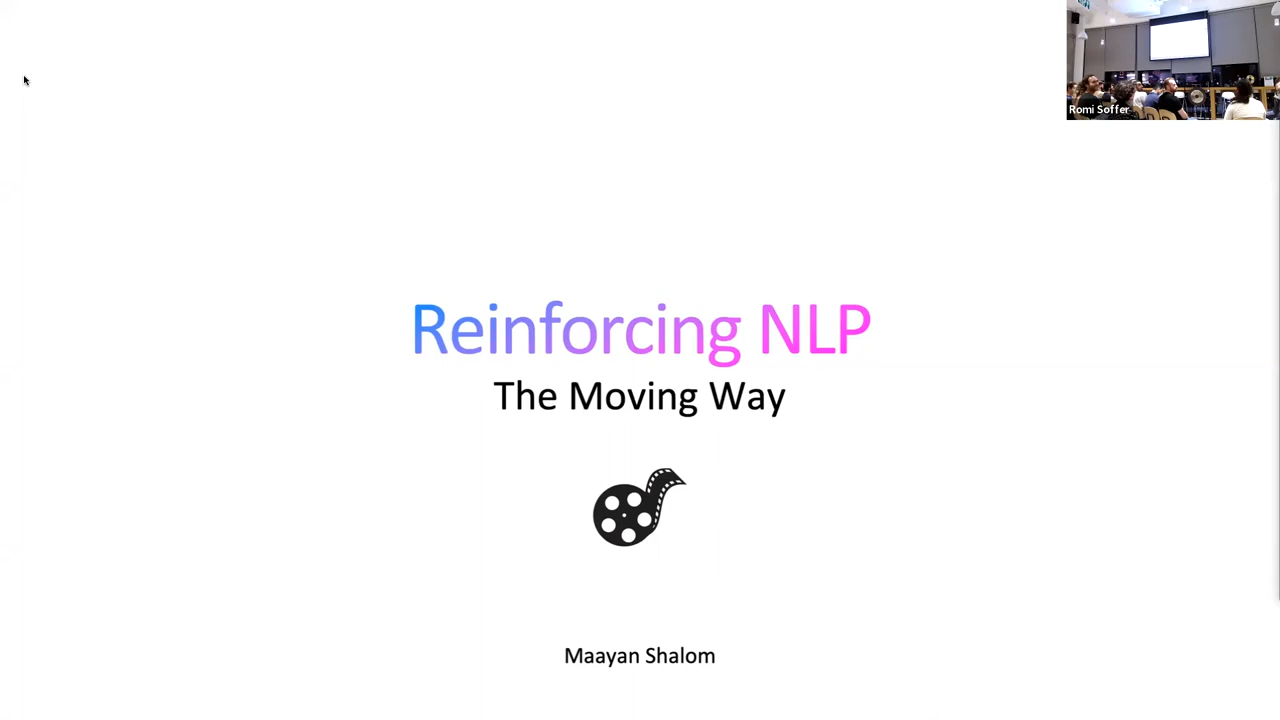 Romi Soffer
Reinforcing NLP
The Moving Way
Maayan Shalom